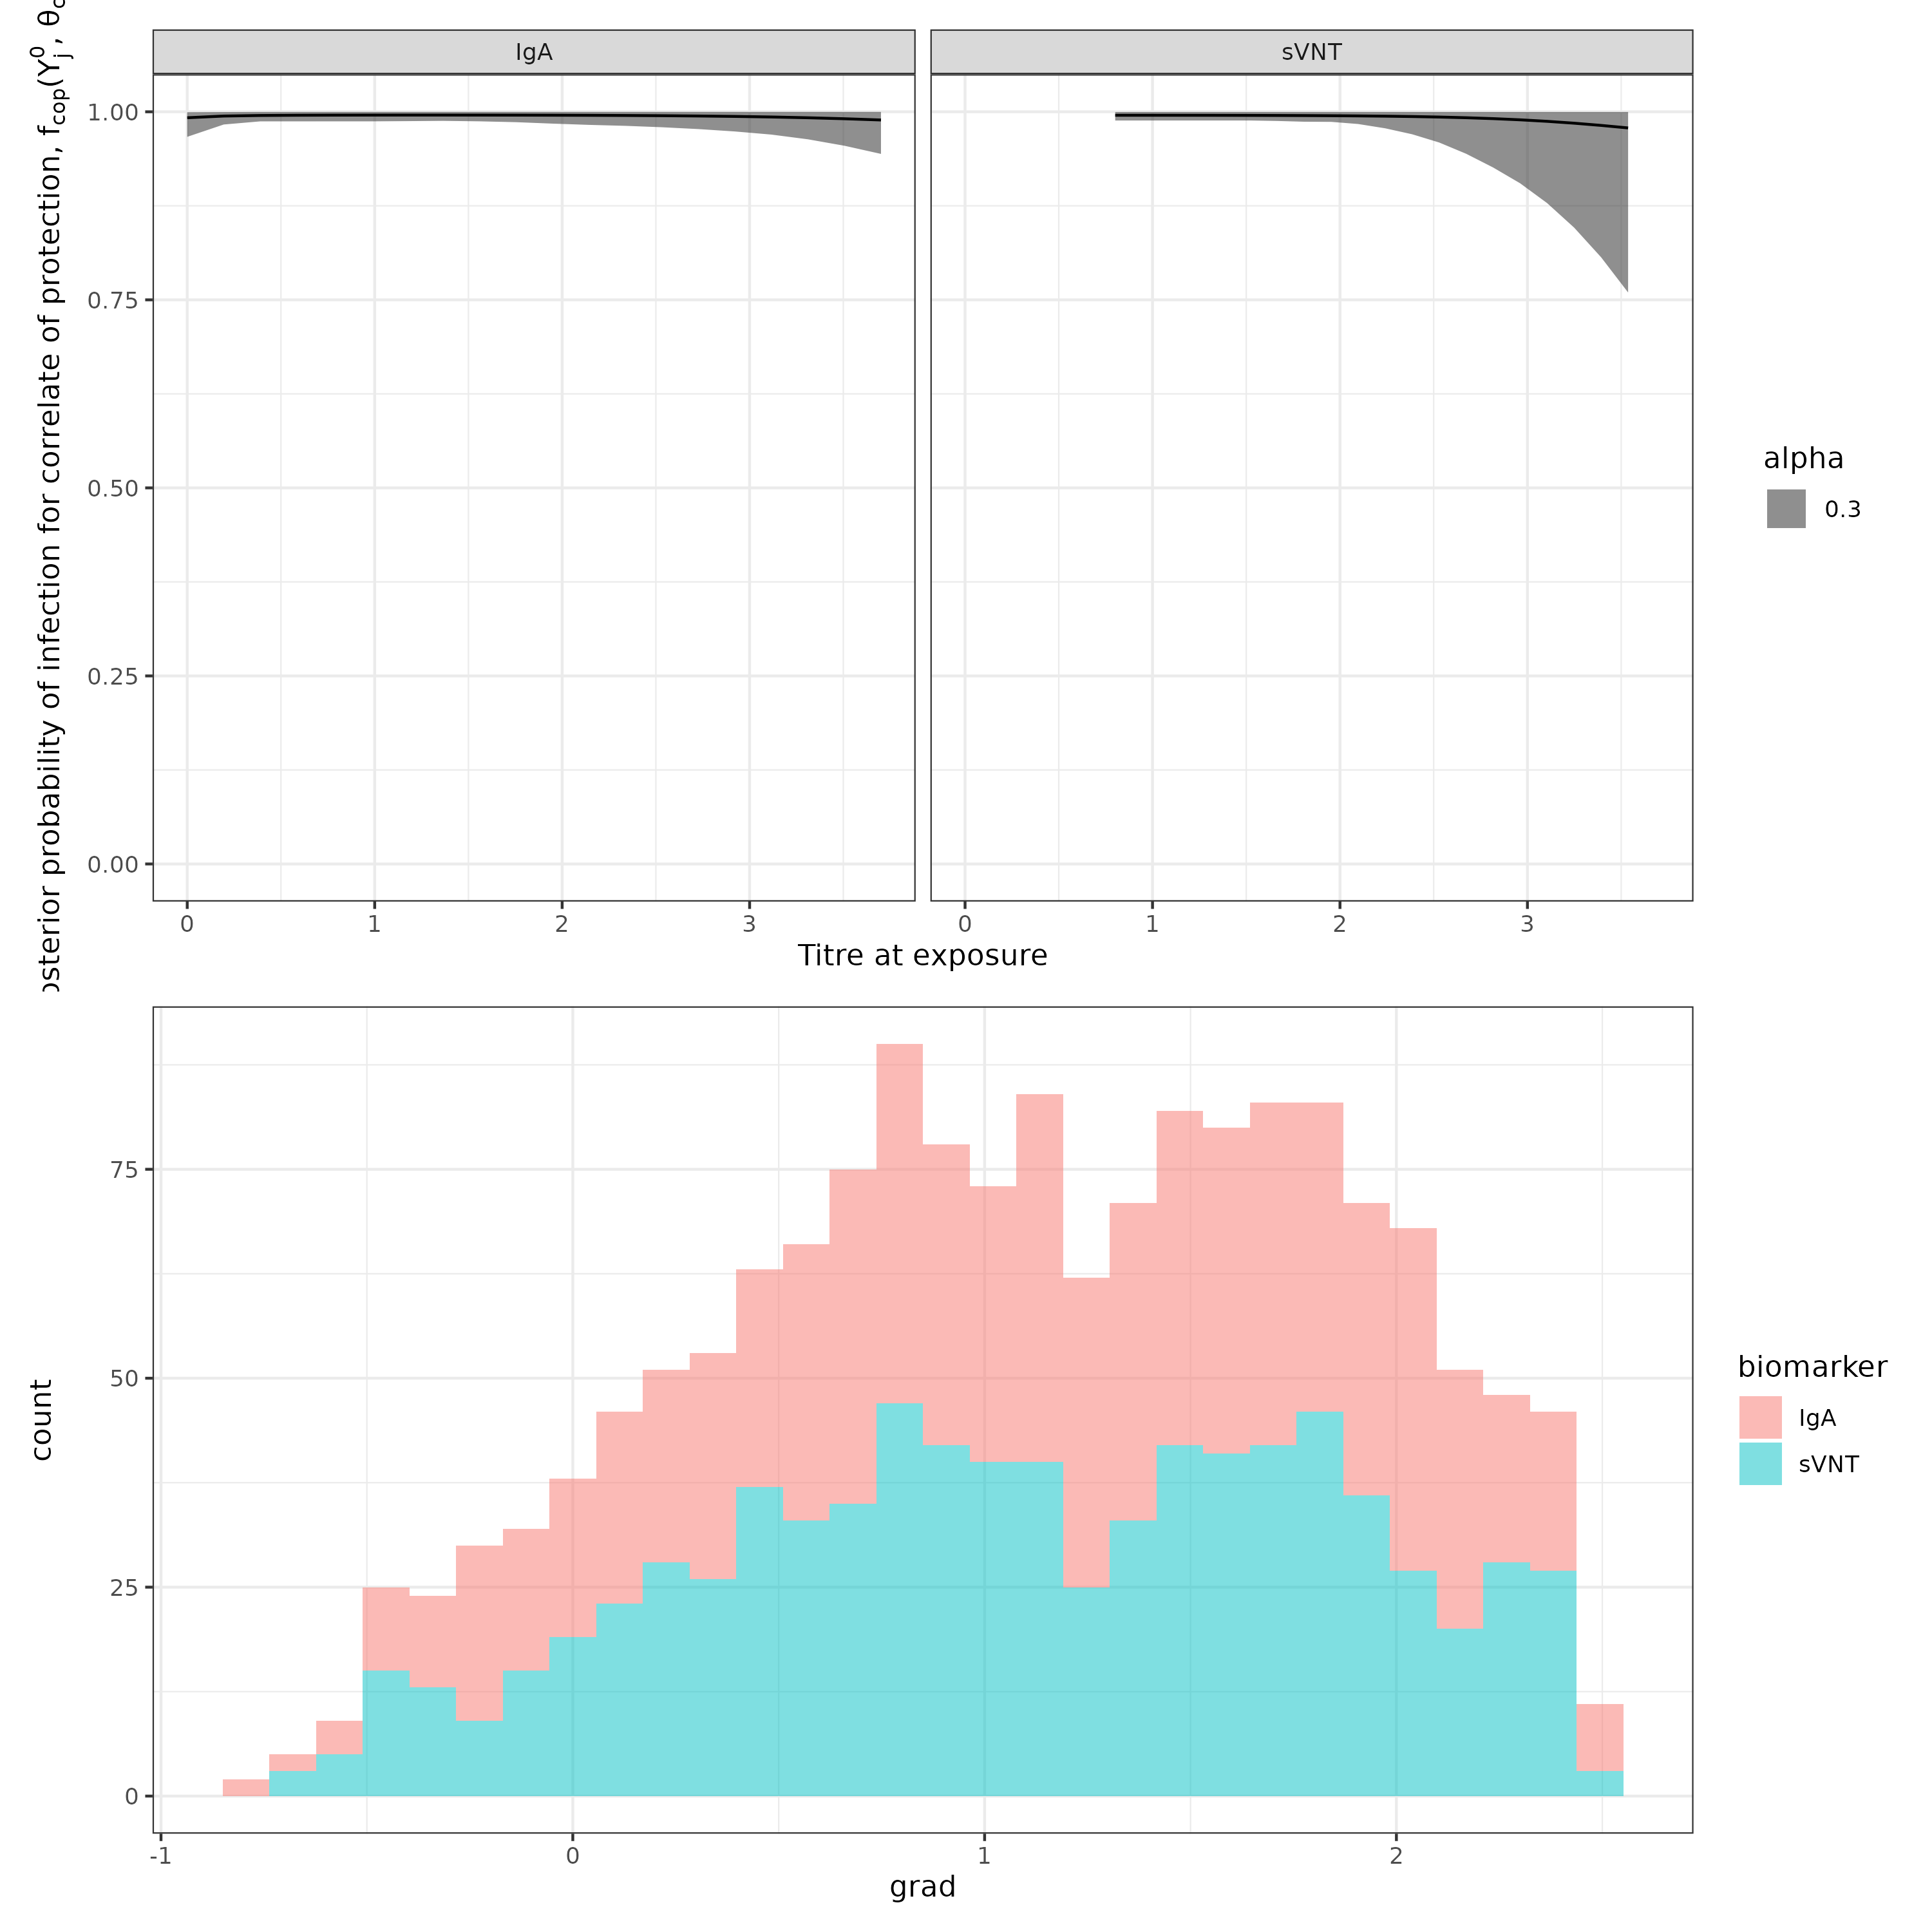 IgA
sVNT
posterior probability of infection for correlate of protection, f_cop(Y_j^0, θ_c
1.00
0.75
0.50
0.25
0.00
0 1 2 3
0 1 2 3
Titre at exposure
alpha
0.3
count
75
50
25
0
-1 0 1 2
grad
biomarker
IgA
sVNT